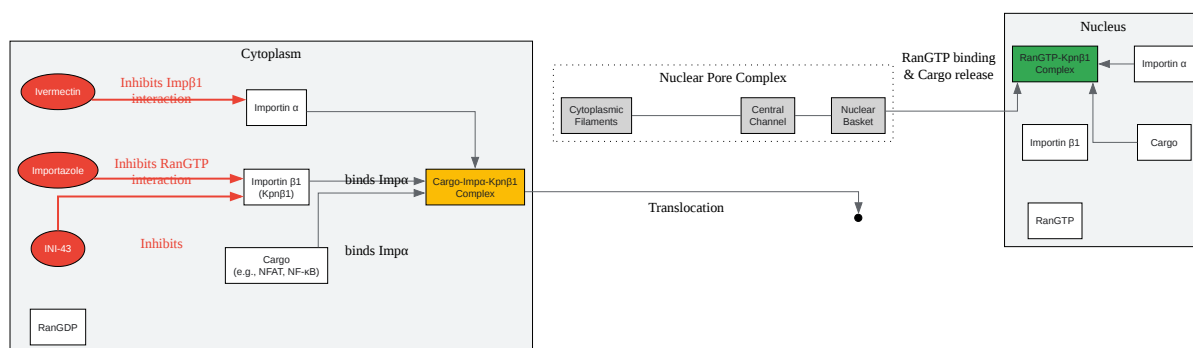 Cytoplasm
Ivermectin
Inhibits Impβ1
interaction
Importin α
Importazole
Inhibits RanGTP
interaction
Importin β1
(Kpnβ1)
binds Impα
Cargo-Impα-Kpnβ1
Complex
INI-43
Inhibits
Cargo
(e.g., NFAT, NF-κB)
binds Impα
RanGDP
Translocation
Nuclear Pore Complex
Cytoplasmic
Filaments
Central
Channel
Nuclear
Basket
RanGTP binding
& Cargo release
Nucleus
RanGTP-Kpnβ1
Complex
Importin α
Importin β1
Cargo
RanGTP